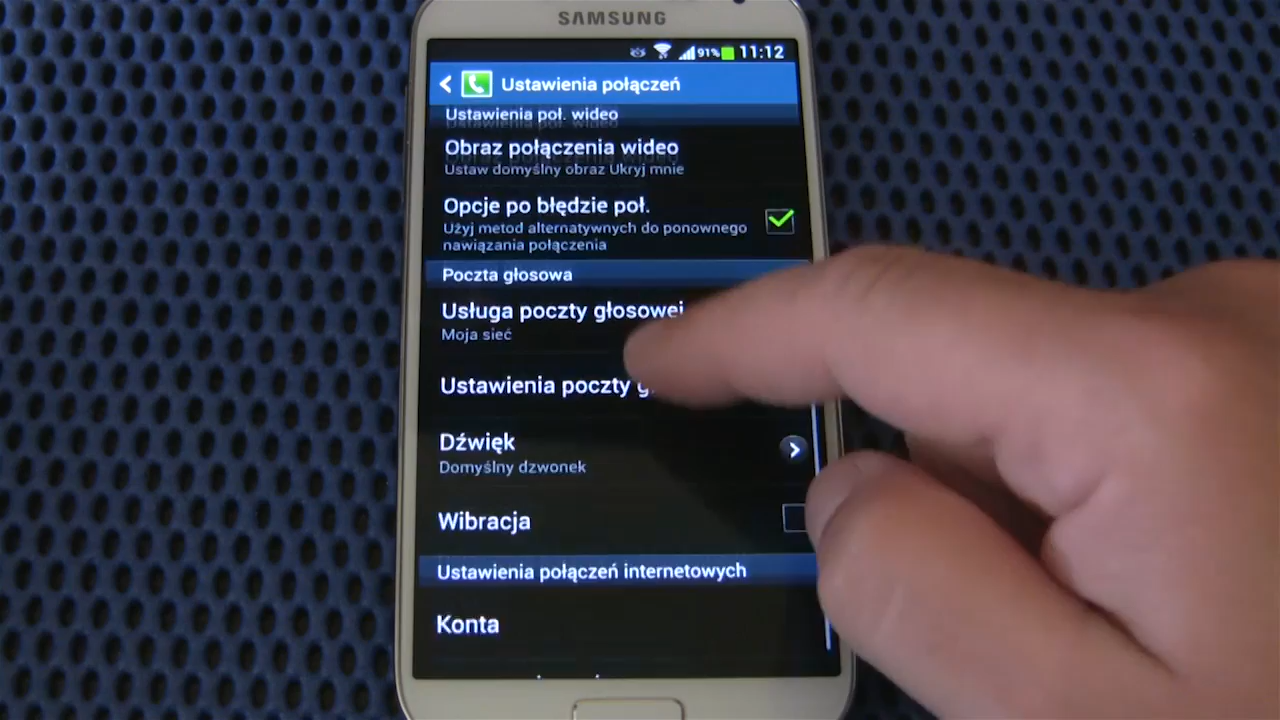 SAMSUNG
91% 11:12
Ustawienia połączeń
Ustawienia poł. wideo
Obraz połączenia wideo
Ustaw domyślny obraz Ukryj mnie
Opcje po błędzie poł.
Użyj metod alternatywnych do ponownego
nawiązania połączenia
Poczta głosowa
Usługa poczty głosowej
Moja sieć
Ustawienia poczty g
Dźwięk
Domyślny dzwonek
Wibracja
Ustawienia połączeń internetowych
Konta